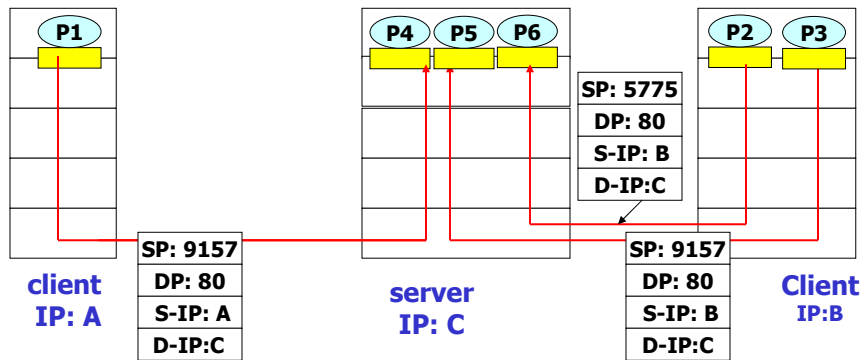 P1
P4
P5
P6
P2
P3
SP: 5775
DP: 80
S-IP: B
D-IP:C
client
IP: A
SP: 9157
DP: 80
S-IP: A
D-IP:C
server
IP: C
SP: 9157
DP: 80
S-IP: B
D-IP:C
Client
IP:B